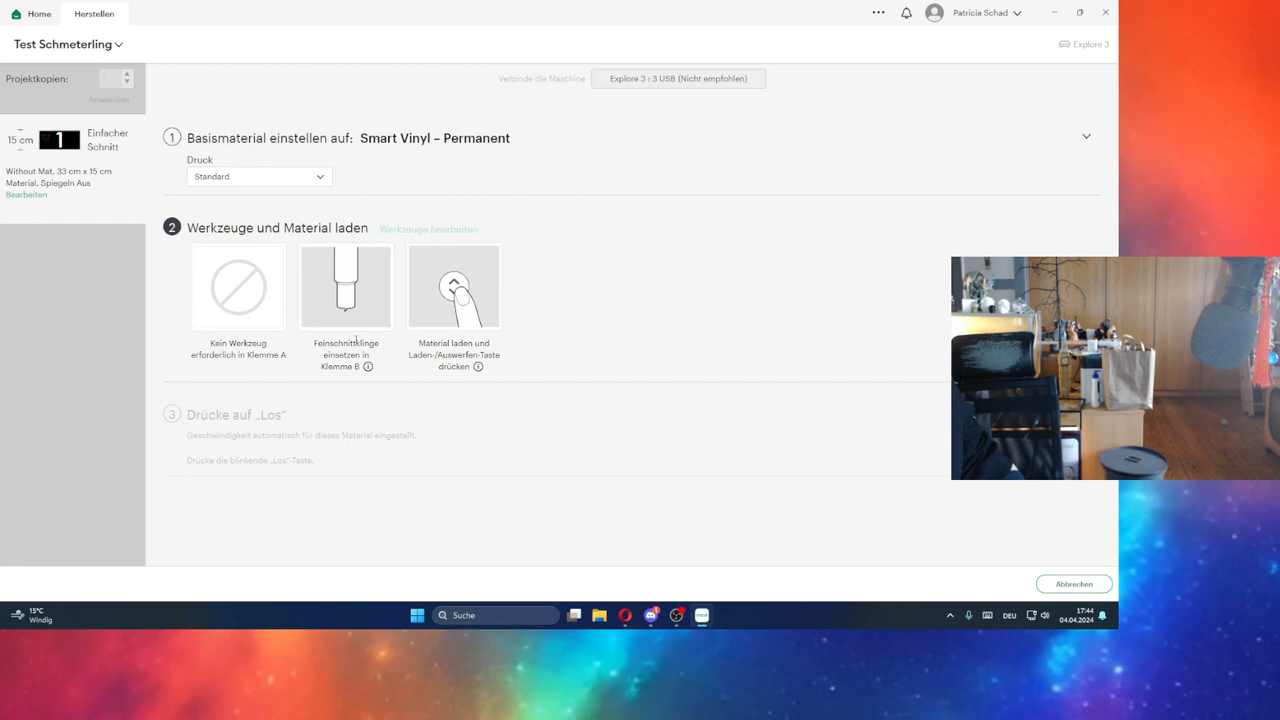 Home
Herstellen
Patricia Schad
Test Schmeterling
Explore 3
Projektkopien:
Anwenden
Verbinde die Maschine
Explore 3 : 3 USB (Nicht empfohlen)
15 cm
1
Einfacher
Schnitt
Without Mat, 33 cm x 15 cm
Material, Spiegeln Aus
Bearbeiten
1 Basismaterial einstellen auf: Smart Vinyl – Permanent
Druck
Standard
2 Werkzeuge und Material laden
Werkzeuge bearbeiten
Kein Werkzeug
erforderlich in Klemme A
Feinschnittklinge
einsetzen in
Klemme B
Material laden und
Laden-/Auswerfen-Taste
drücken
3 Drücke auf „Los“
Geschwindigkeit automatisch für dieses Material eingestellt.
Drücke die blinkende „Los“-Taste.
Abbrechen
15°C
Windig
Suche
DEU
17:44
04.04.2024